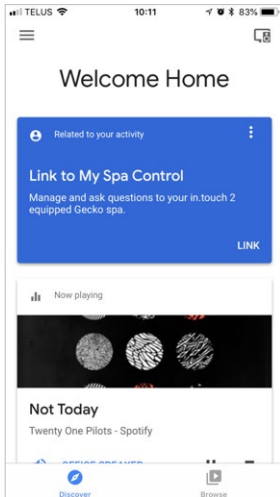 TELUS 10:11 83%
Welcome Home
Related to your activity
Link to My Spa Control
Manage and ask questions to your in.touch 2
equipped Gecko spa.
LINK
Now playing
Not Today
Twenty One Pilots - Spotify
OFFICE SPEAKER
Discover Browse